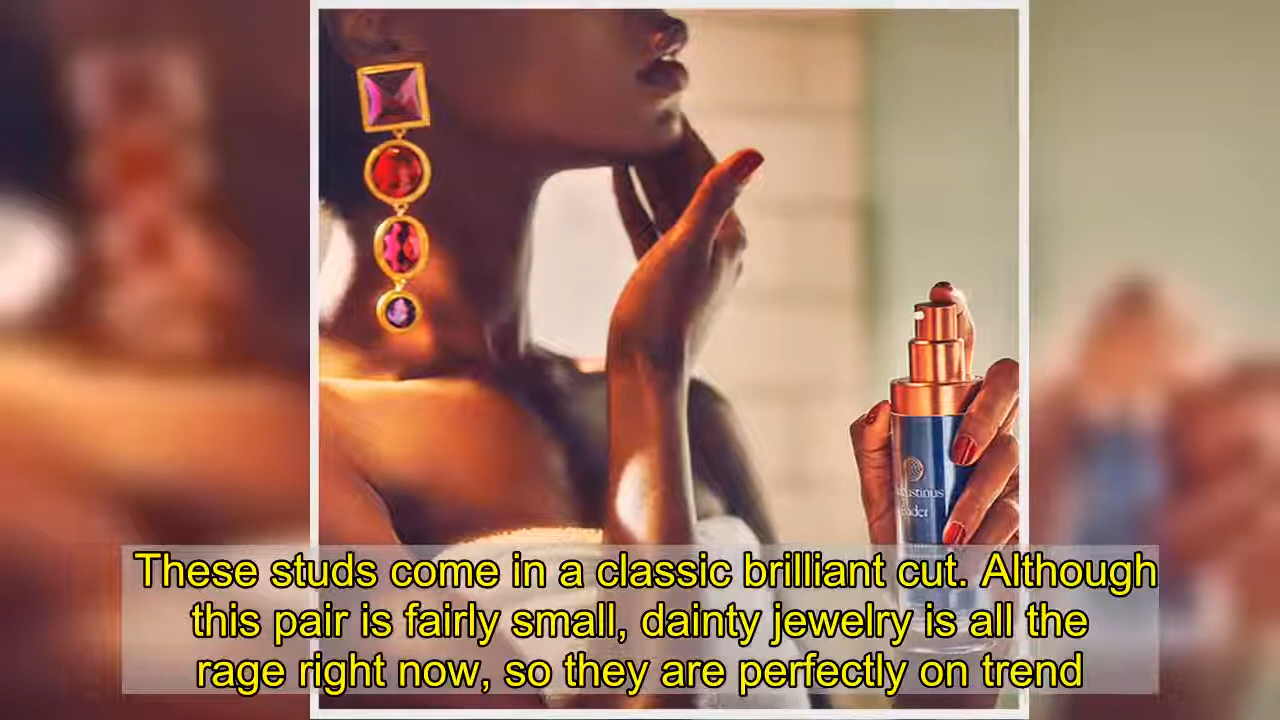 These studs come in a classic brilliant cut. Although
this pair is fairly small, dainty jewelry is all the
rage right now, so they are perfectly on trend